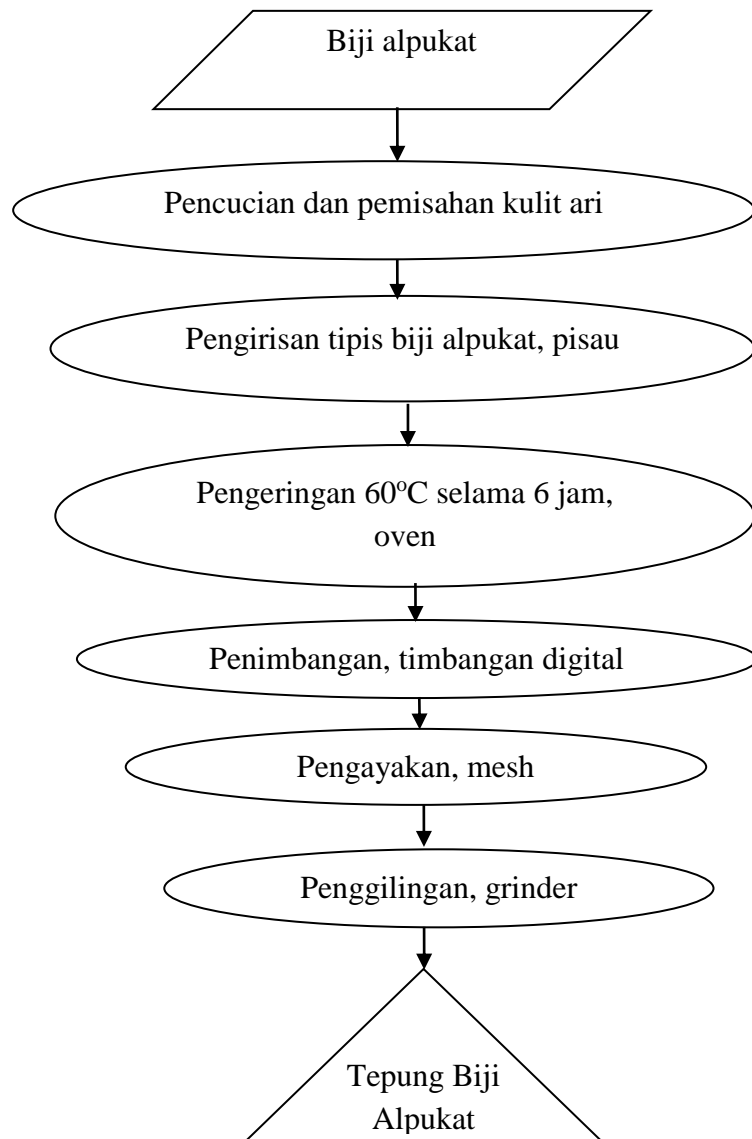 Biji alpukat
Pencucian dan pemisahan kulit ari
Pengirisan tipis biji alpukat, pisau
Pengeringan 60°C selama 6 jam,
oven
Penimbangan, timbangan digital
Pengayakan, mesh
Penggilingan, grinder
Tepung Biji
Alpukat